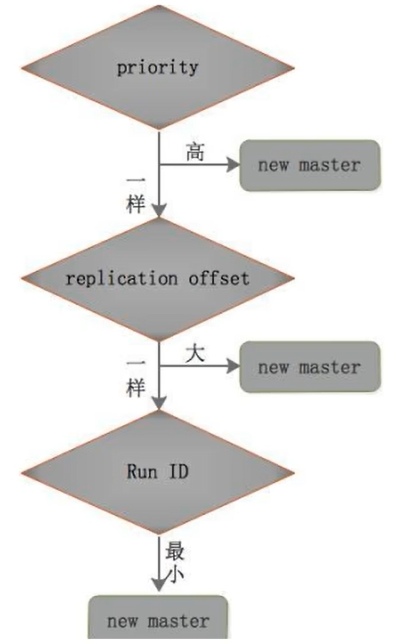 priority
高
new master
一
样
replication offset
大
new master
一
样
Run ID
最
小
new master